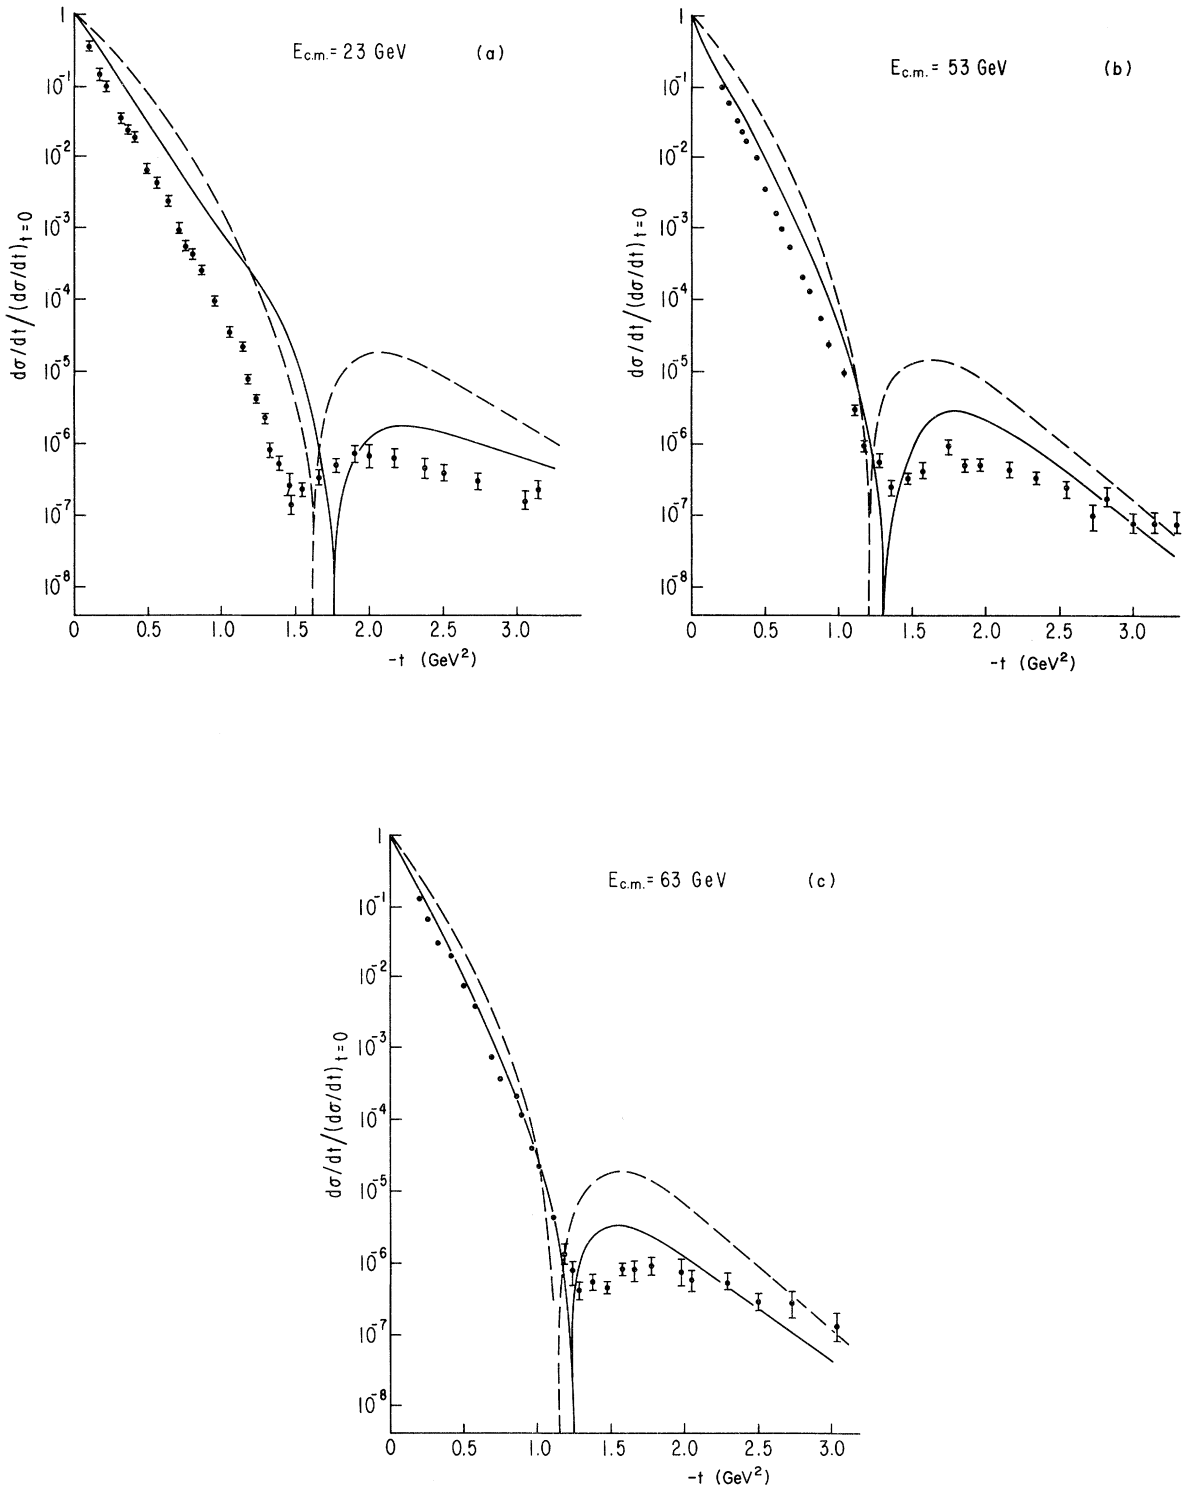 E_c.m. = 23 GeV (a)
1
10^-1
10^-2
10^-3
10^-4
10^-5
10^-6
10^-7
10^-8
dσ/dt/(dσ/dt)_t=0
0 0.5 1.0 1.5 2.0 2.5 3.0
-t (GeV^2)
E_c.m. = 53 GeV (b)
1
10^-1
10^-2
10^-3
10^-4
10^-5
10^-6
10^-7
10^-8
dσ/dt/(dσ/dt)_t=0
0 0.5 1.0 1.5 2.0 2.5 3.0
-t (GeV^2)
E_c.m. = 63 GeV (c)
1
10^-1
10^-2
10^-3
10^-4
10^-5
10^-6
10^-7
10^-8
dσ/dt/(dσ/dt)_t=0
0 0.5 1.0 1.5 2.0 2.5 3.0
-t (GeV^2)